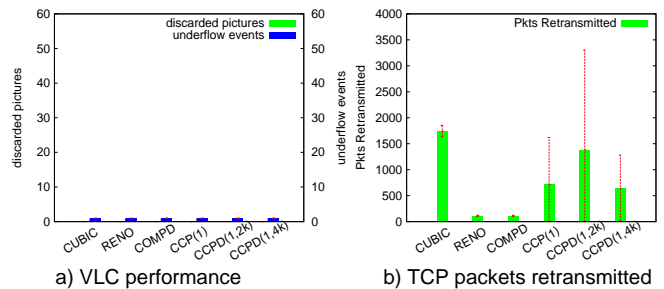 discarded pictures
underflow events
60
50
40
30
20
10
0
discarded pictures
60
50
40
30
20
10
0
underflow events
CUBIC
RENO
COMPD
CCP(1)
CCPD(1,2k)
CCPD(1,4k)
a) VLC performance
Pkts Retransmitted
4000
3500
3000
2500
2000
1500
1000
500
0
Pkts Retransmitted
CUBIC
RENO
COMPD
CCP(1)
CCPD(1,2k)
CCPD(1,4k)
b) TCP packets retransmitted